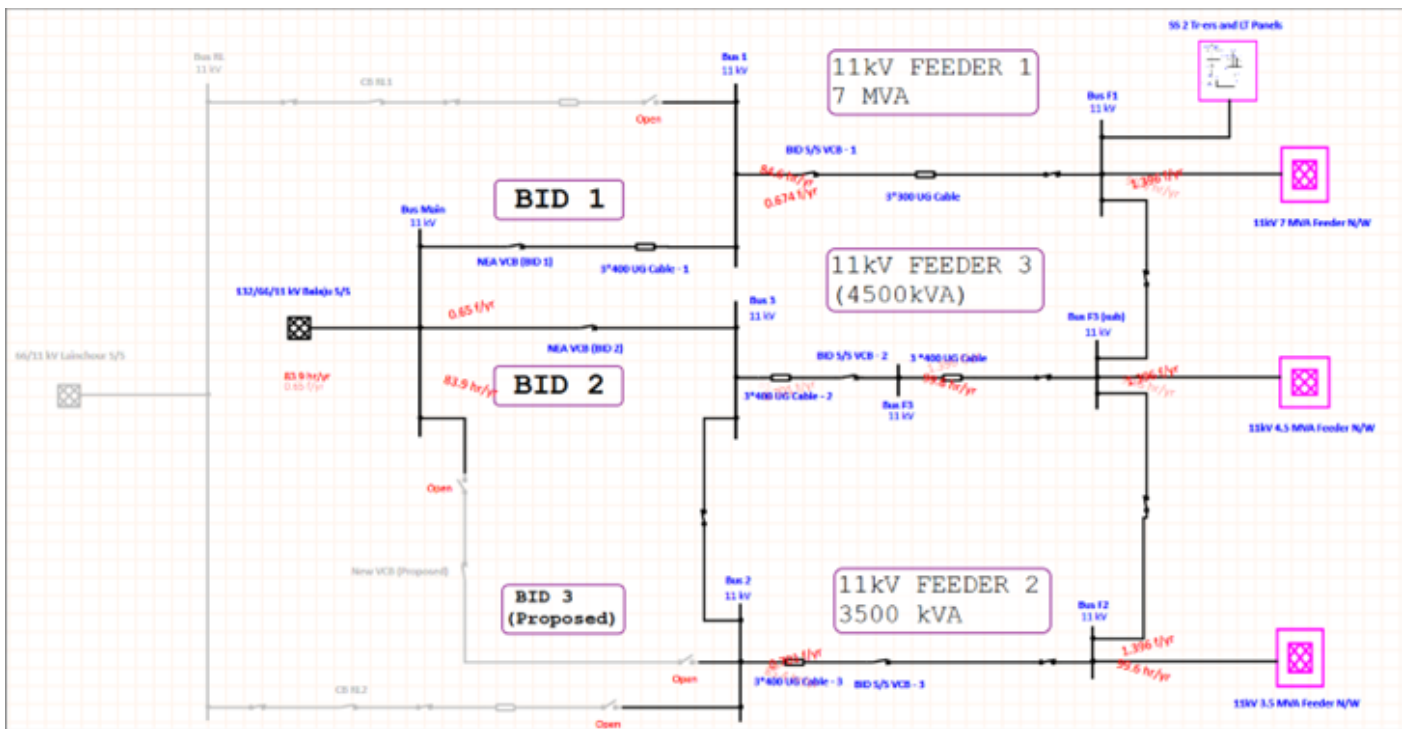 SS 2 Tr-ers and LT Panels
Bus RL
11 kV
Bus 1
11 kV
11kV FEEDER 1
7 MVA
CB RL1
Open
Bus F1
11 kV
BID S/S VCB - 1
84.6 hr/yr
0.674 f/yr
3*300 UG Cable
1.396 f/yr
11kV 7 MVA Feeder N/W
BID 1
Bus Main
11 kV
NEA VCB (BID 1)
3*400 UG Cable - 1
11kV FEEDER 3
(4500kVA)
132/66/11 kV Balaju S/S
0.65 f/yr
Bus 3
11 kV
Bus F3 (sub)
11 kV
NEA VCB (BID 2)
66/11 kV Lainchour S/S
83.9 hr/yr
0.65 f/yr
83.9 hr/yr
BID 2
BID S/S VCB - 2
3 *400 UG Cable
3*400 UG Cable - 2
Bus F3
11 kV
11kV 4.5 MVA Feeder N/W
Open
New VCB (Proposed)
BID 3
(Proposed)
Bus 2
11 kV
11kV FEEDER 2
3500 kVA
Bus F2
11 kV
1.396 f/yr
99.6 hr/yr
Open
3*400 UG Cable - 3
BID S/S VCB - 3
CB RL2
Open
11kV 3.5 MVA Feeder N/W